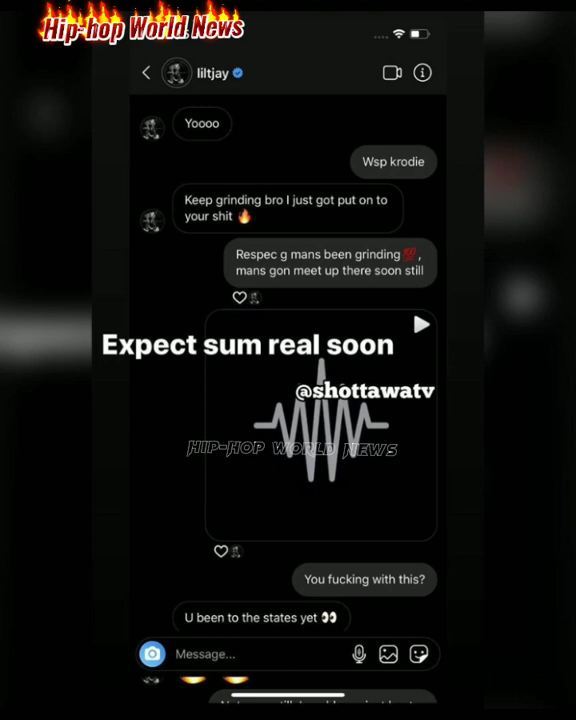 Hip-hop World News
liltjay
Yoooo
Wsp krodie
Keep grinding bro I just got put on to
your shit 🔥
Respec g mans been grinding 💯,
mans gon meet up there soon still
Expect sum real soon
@shottawatv
HIP-HOP WORLD NEWS
You fucking with this?
U been to the states yet 👀
Message...